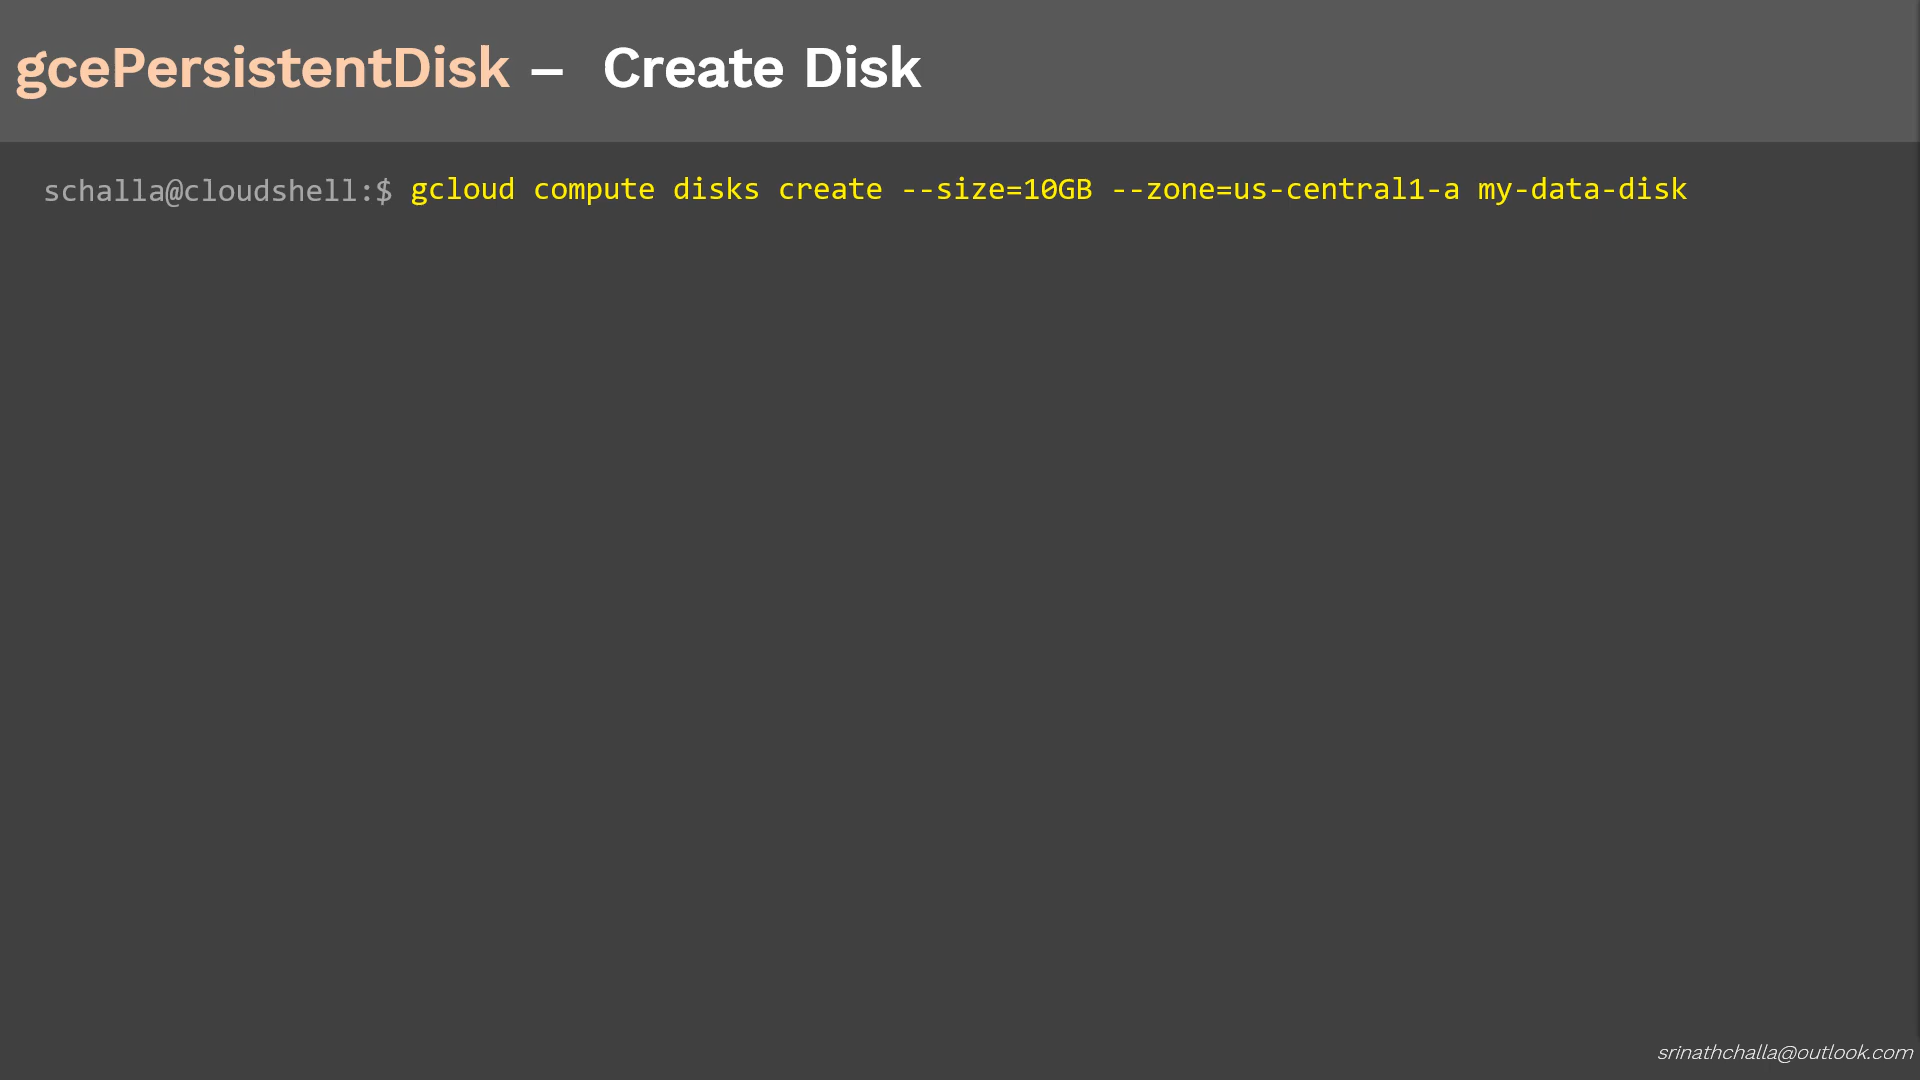 gcePersistentDisk – Create Disk
schalla@cloudshell:$ gcloud compute disks create --size=10GB --zone=us-central1-a my-data-disk
srinathchalla@outlook.com